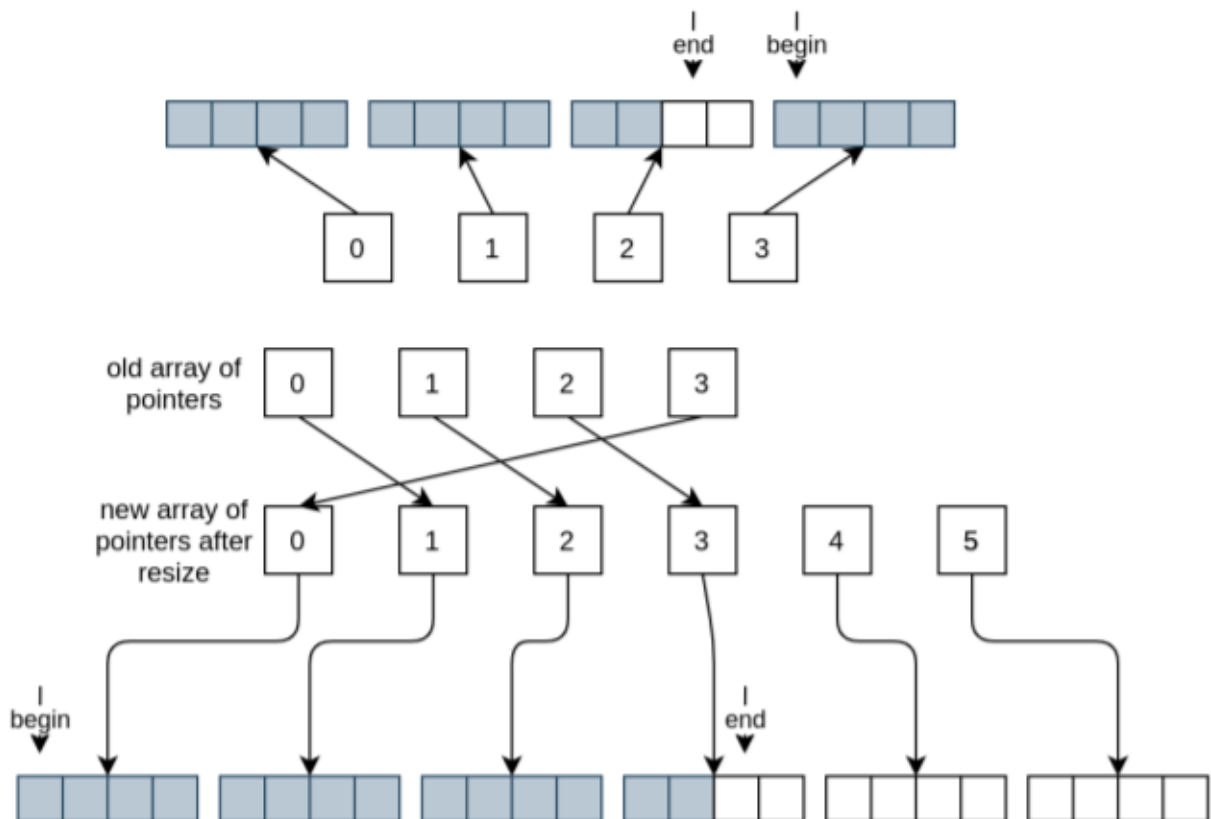 I I
end begin
0 1 2 3
old array of
pointers
0 1 2 3
new array of
pointers after
resize
0 1 2 3 4 5
I
begin
I
end